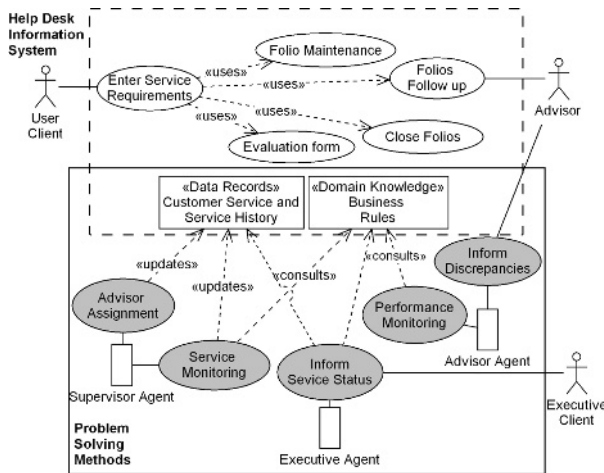 Help Desk
Information
System
Folio Maintenance
«uses»
Enter Service
Requirements
«uses»
Folios
Follow up
User
Client
Advisor
«uses»
«uses»
Close Folios
Evaluation form
«Data Records»
Customer Service and
Service History
«Domain Knowledge»
Business
Rules
Inform
Discrepancies
«updates»
«consults»
«consults»
«updates»
Advisor
Assignment
Performance
Monitoring
Service
Monitoring
Inform
Sevice Status
Advisor Agent
Supervisor Agent
Executive
Client
Executive Agent
Problem
Solving
Methods